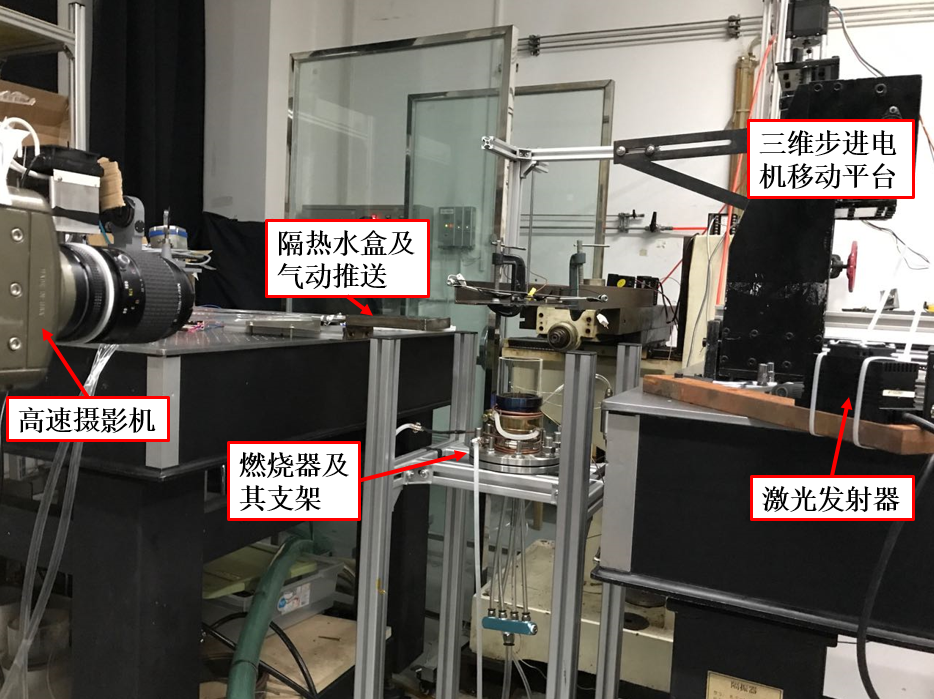 三维步进电
机移动平台
隔热水盒及
气动推送
高速摄影机
燃烧器及
其支架
激光发射器